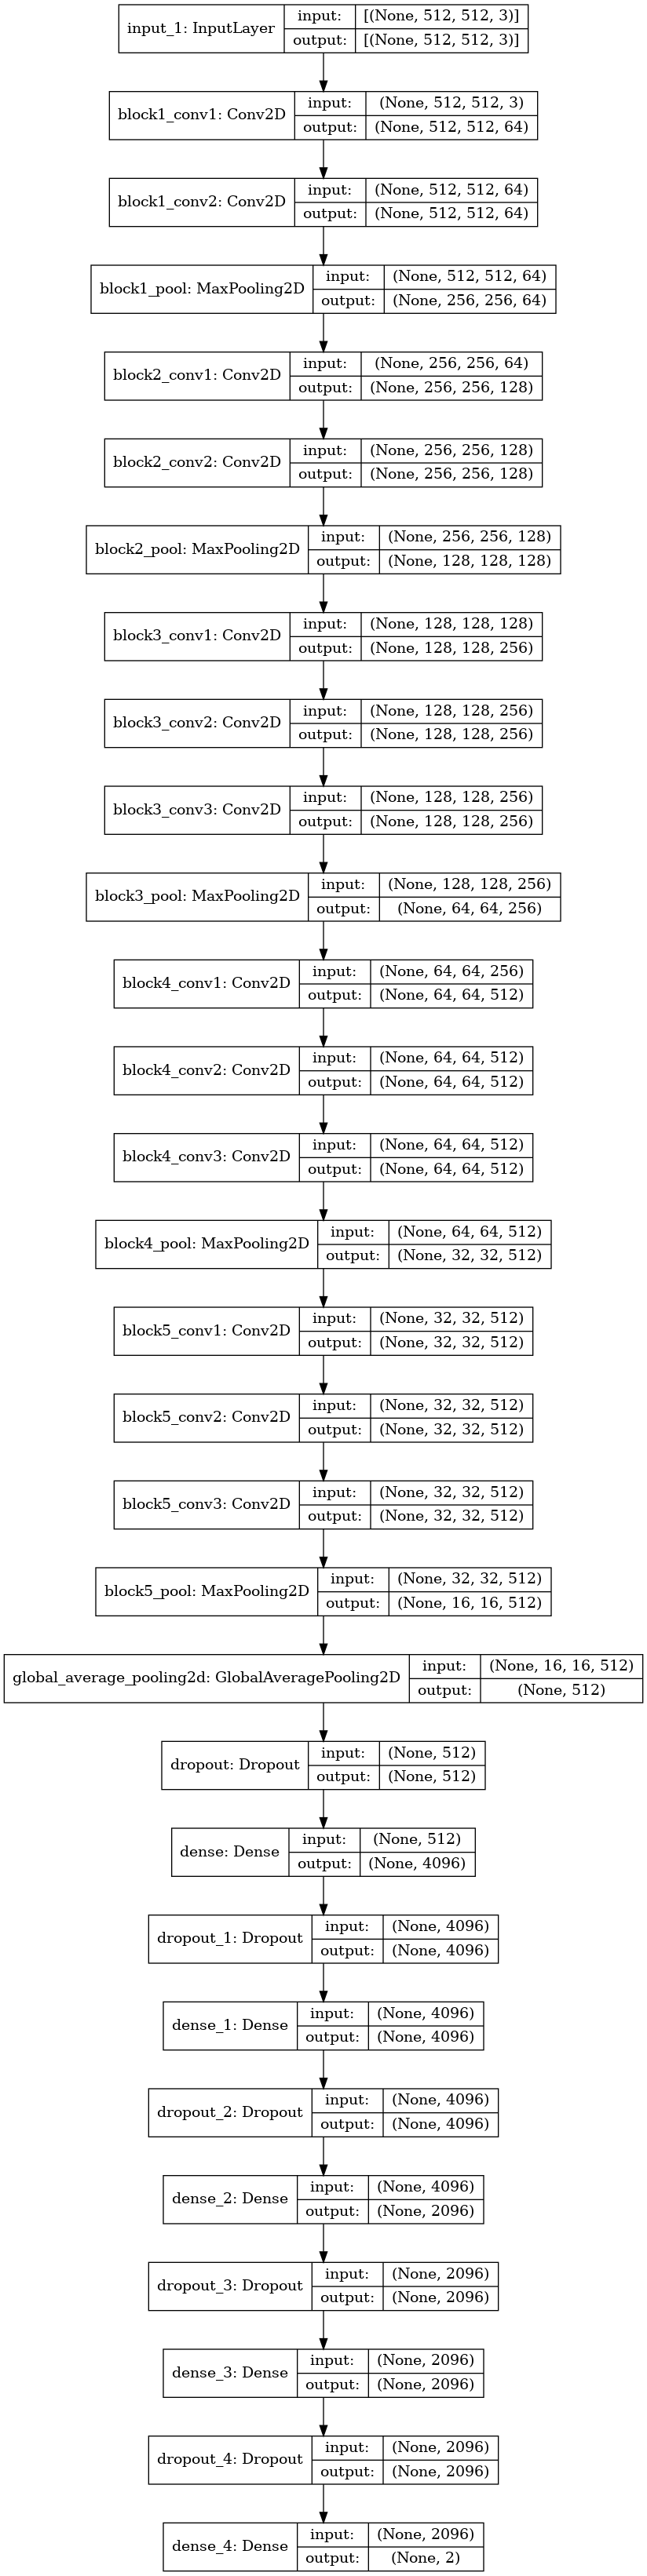 input_1: InputLayer
input: [(None, 512, 512, 3)]
output: [(None, 512, 512, 3)]
block1_conv1: Conv2D
input: (None, 512, 512, 3)
output: (None, 512, 512, 64)
block1_conv2: Conv2D
input: (None, 512, 512, 64)
output: (None, 512, 512, 64)
block1_pool: MaxPooling2D
input: (None, 512, 512, 64)
output: (None, 256, 256, 64)
block2_conv1: Conv2D
input: (None, 256, 256, 64)
output: (None, 256, 256, 128)
block2_conv2: Conv2D
input: (None, 256, 256, 128)
output: (None, 256, 256, 128)
block2_pool: MaxPooling2D
input: (None, 256, 256, 128)
output: (None, 128, 128, 128)
block3_conv1: Conv2D
input: (None, 128, 128, 128)
output: (None, 128, 128, 256)
block3_conv2: Conv2D
input: (None, 128, 128, 256)
output: (None, 128, 128, 256)
block3_conv3: Conv2D
input: (None, 128, 128, 256)
output: (None, 128, 128, 256)
block3_pool: MaxPooling2D
input: (None, 128, 128, 256)
output: (None, 64, 64, 256)
block4_conv1: Conv2D
input: (None, 64, 64, 256)
output: (None, 64, 64, 512)
block4_conv2: Conv2D
input: (None, 64, 64, 512)
output: (None, 64, 64, 512)
block4_conv3: Conv2D
input: (None, 64, 64, 512)
output: (None, 64, 64, 512)
block4_pool: MaxPooling2D
input: (None, 64, 64, 512)
output: (None, 32, 32, 512)
block5_conv1: Conv2D
input: (None, 32, 32, 512)
output: (None, 32, 32, 512)
block5_conv2: Conv2D
input: (None, 32, 32, 512)
output: (None, 32, 32, 512)
block5_conv3: Conv2D
input: (None, 32, 32, 512)
output: (None, 32, 32, 512)
block5_pool: MaxPooling2D
input: (None, 32, 32, 512)
output: (None, 16, 16, 512)
global_average_pooling2d: GlobalAveragePooling2D
input: (None, 16, 16, 512)
output: (None, 512)
dropout: Dropout
input: (None, 512)
output: (None, 512)
dense: Dense
input: (None, 512)
output: (None, 4096)
dropout_1: Dropout
input: (None, 4096)
output: (None, 4096)
dense_1: Dense
input: (None, 4096)
output: (None, 4096)
dropout_2: Dropout
input: (None, 4096)
output: (None, 4096)
dense_2: Dense
input: (None, 4096)
output: (None, 2096)
dropout_3: Dropout
input: (None, 2096)
output: (None, 2096)
dense_3: Dense
input: (None, 2096)
output: (None, 2096)
dropout_4: Dropout
input: (None, 2096)
output: (None, 2096)
dense_4: Dense
input: (None, 2096)
output: (None, 2)